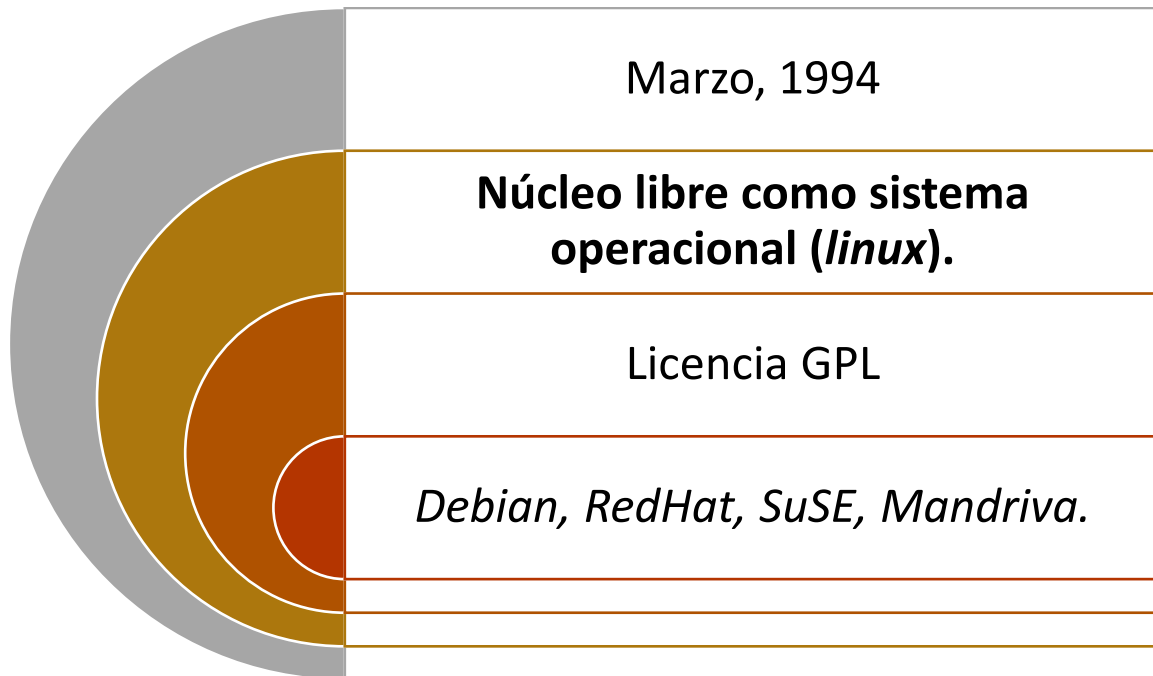 Marzo, 1994
Núcleo libre como sistema
operacional (linux).
Licencia GPL
Debian, RedHat, SuSE, Mandriva.